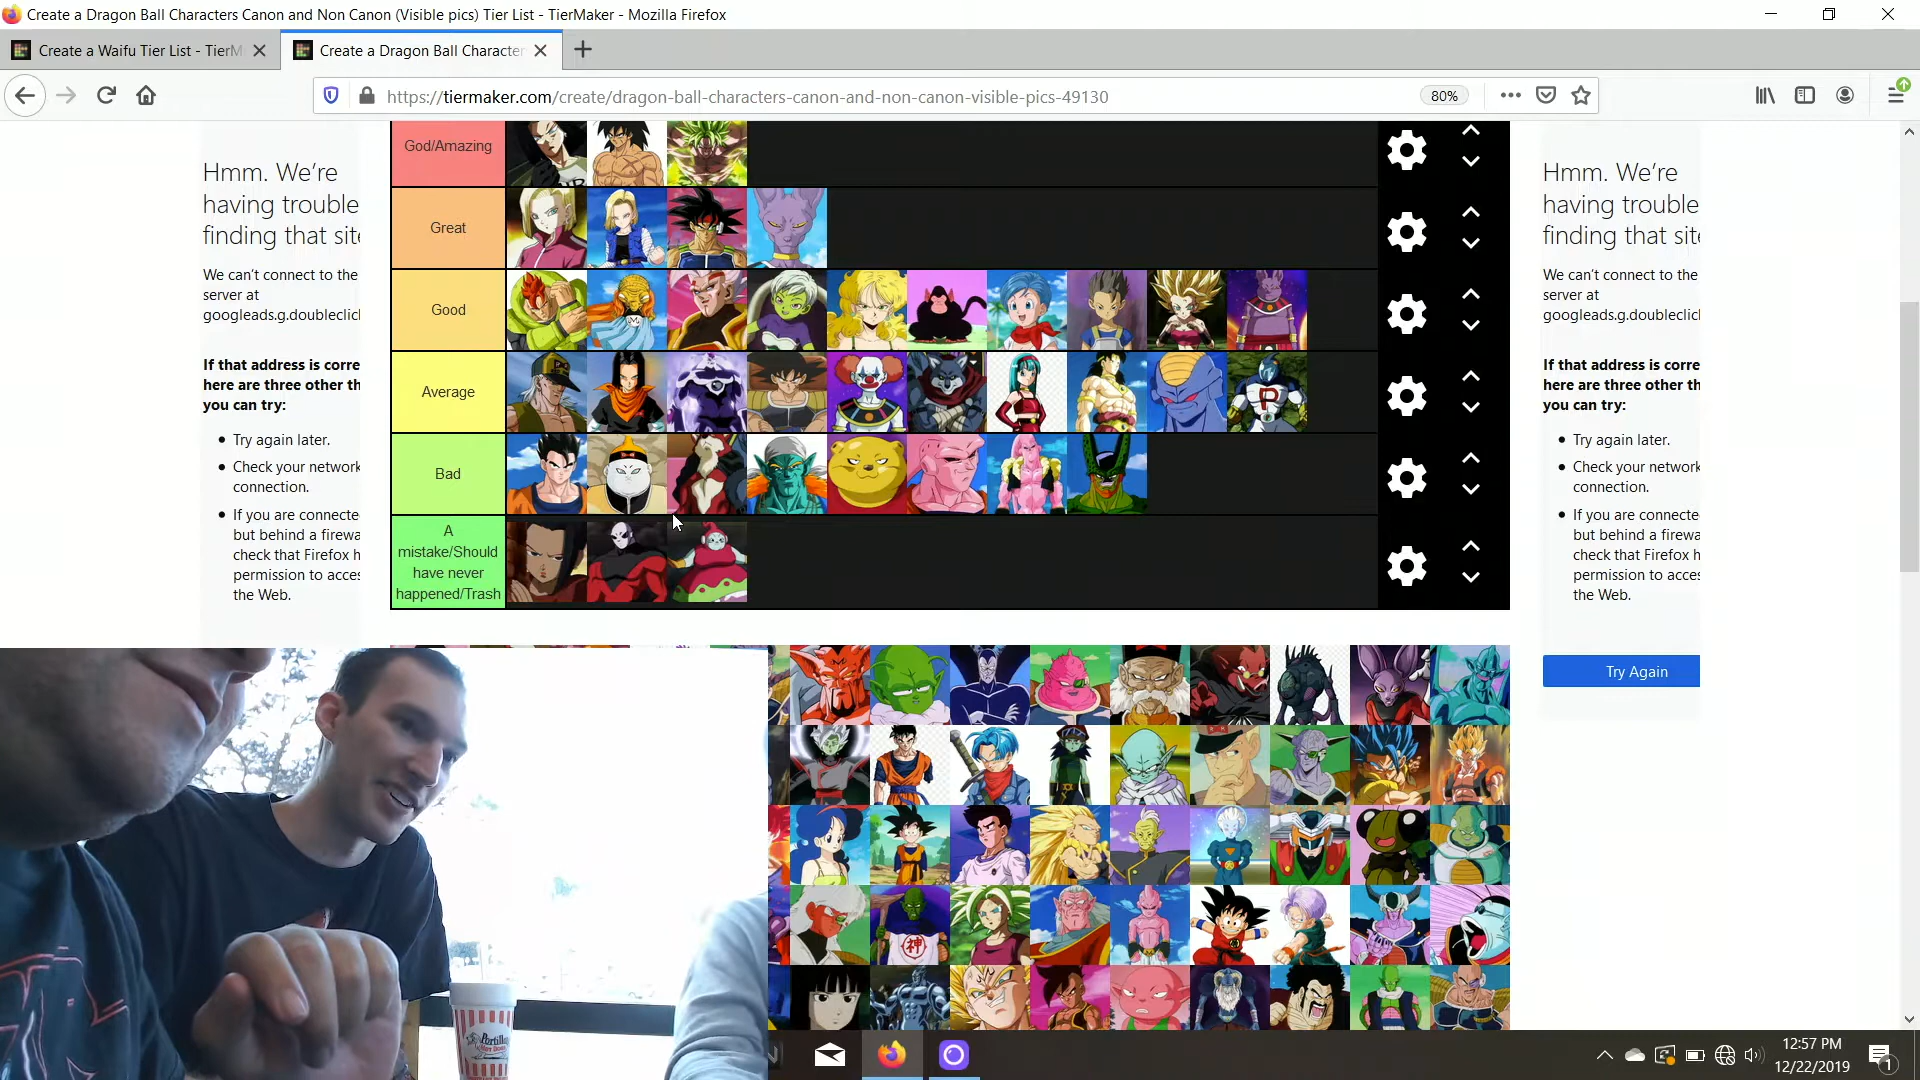 Create a Dragon Ball Characters Canon and Non Canon (Visible pics) Tier List - TierMaker - Mozilla Firefox
Create a Waifu Tier List - TierM
Create a Dragon Ball Character
https://tiermaker.com/create/dragon-ball-characters-canon-and-non-canon-visible-pics-49130
80%
Hmm. We're
having trouble
finding that site
We can't connect to the
server at
googleads.g.doubleclic
If that address is corre
here are three other th
you can try:
Try again later.
Check your network
connection.
If you are connecte
but behind a firewa
check that Firefox h
permission to acces
the Web.
God/Amazing
Great
Good
Average
Bad
A
mistake/Should
have never
happened/Trash
Hmm. We're
having trouble
finding that site
We can't connect to the
server at
googleads.g.doubleclic
If that address is corre
here are three other th
you can try:
Try again later.
Check your network
connection.
If you are connecte
but behind a firewa
check that Firefox h
permission to acces
the Web.
Try Again
神
Portillo's
12:57 PM
12/22/2019
1